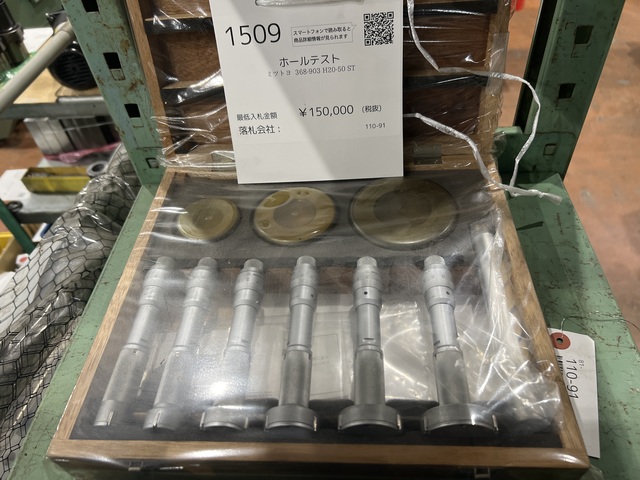 1509
スマートフォンで読み取ると
商品詳細情報が見られます
ホールテスト
ミツトヨ 368-903 H20-50 ST
最低入札金額 ¥150,000 (税抜)
落札会社：
110-91
110-91